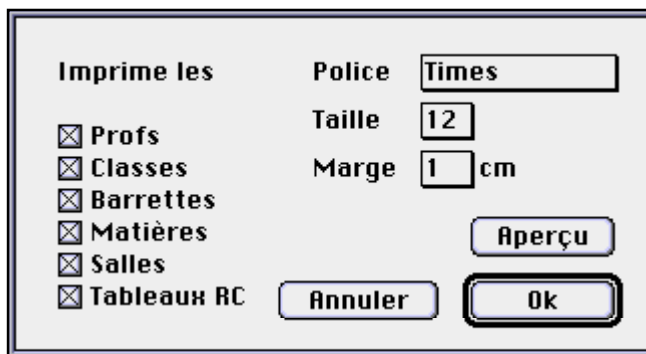 Imprime les
Profs
Classes
Barrettes
Matières
Salles
Tableaux RC
Police Times
Taille 12
Marge 1 cm
Aperçu
Annuler Ok